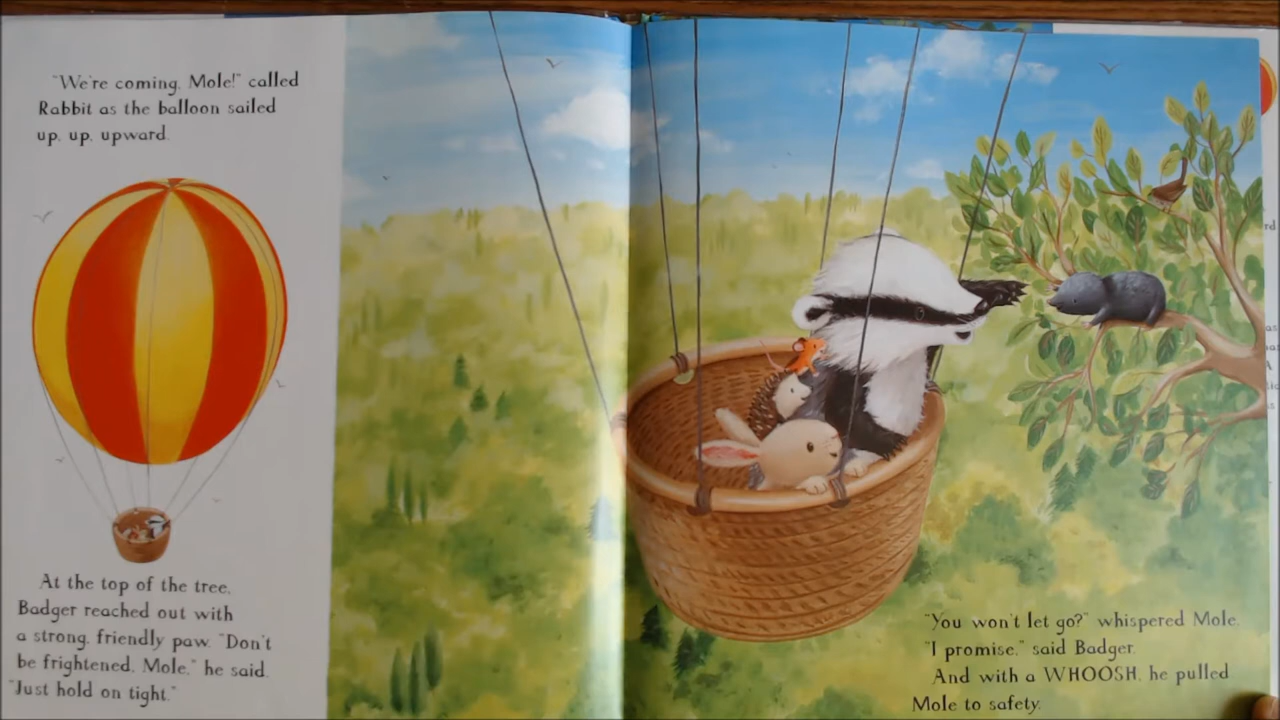 "We're coming, Mole!" called
Rabbit as the balloon sailed
up, up, upward.
At the top of the tree,
Badger reached out with
a strong, friendly paw. "Don't
be frightened, Mole," he said.
"Just hold on tight."
"You won't let go?" whispered Mole.
"I promise," said Badger.
And with a WHOOSH, he pulled
Mole to safety.